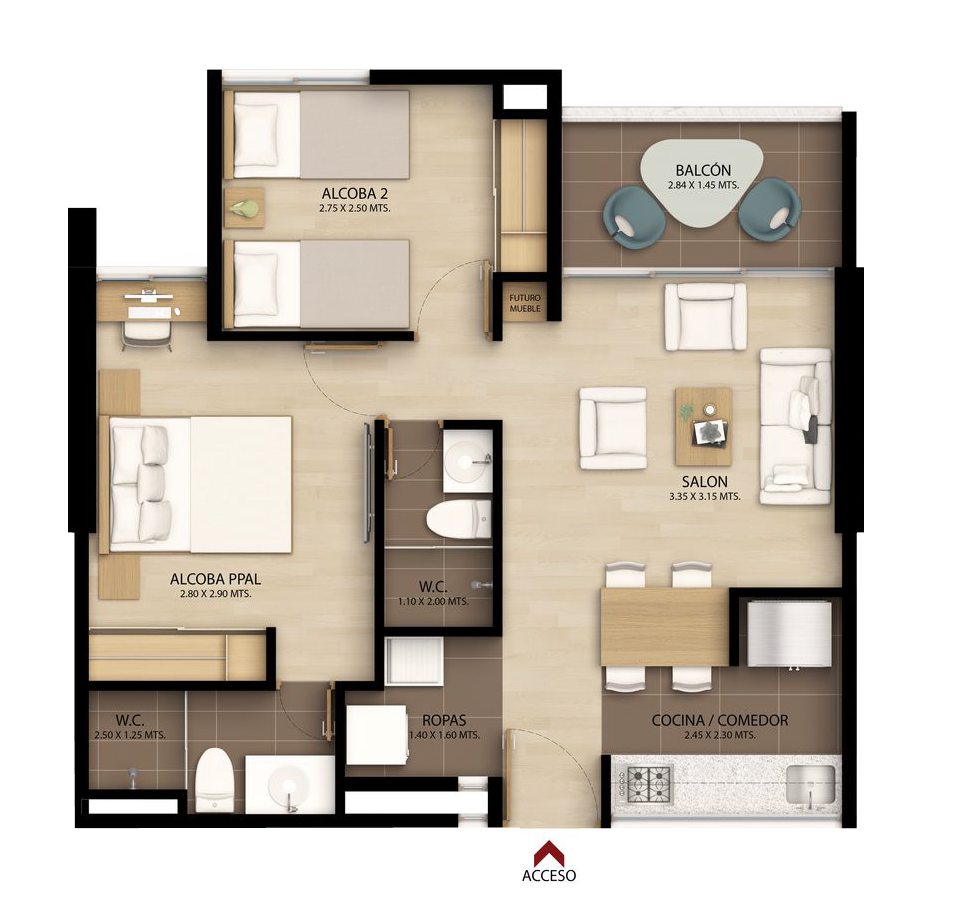 ALCOBA 2
2.75 X 2.50 MTS.
BALCÓN
2.84 X 1.45 MTS.
FUTURO
MUEBLE
SALON
3.35 X 3.15 MTS.
ALCOBA PPAL
2.80 X 2.90 MTS.
W.C.
1.10 X 2.00 MTS.
W.C.
2.50 X 1.25 MTS.
ROPAS
1.40 X 1.60 MTS.
COCINA / COMEDOR
2.45 X 2.30 MTS.
ACCESO